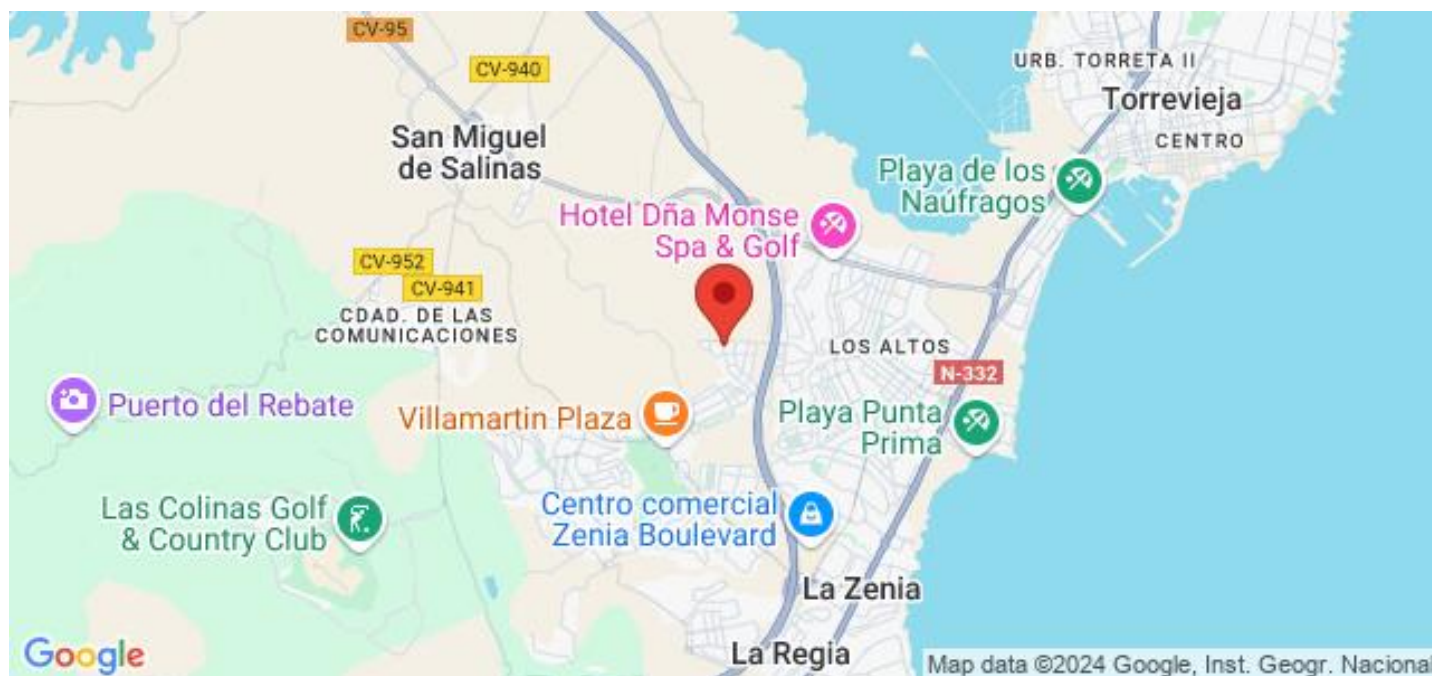 CV-95
CV-940
URB. TORRETA II
Torrevieja
CENTRO
San Miguel
de Salinas
Playa de los
Naúfragos
Hotel Dña Monse
Spa & Golf
CV-952
CV-941
CDAD. DE LAS
COMUNICACIONES
LOS ALTOS
N-332
Puerto del Rebate
Villamartin Plaza
Playa Punta
Prima
Las Colinas Golf
& Country Club
Centro comercial
Zenia Boulevard
La Zenia
La Regia
Google
Map data ©2024 Google, Inst. Geogr. Nacional